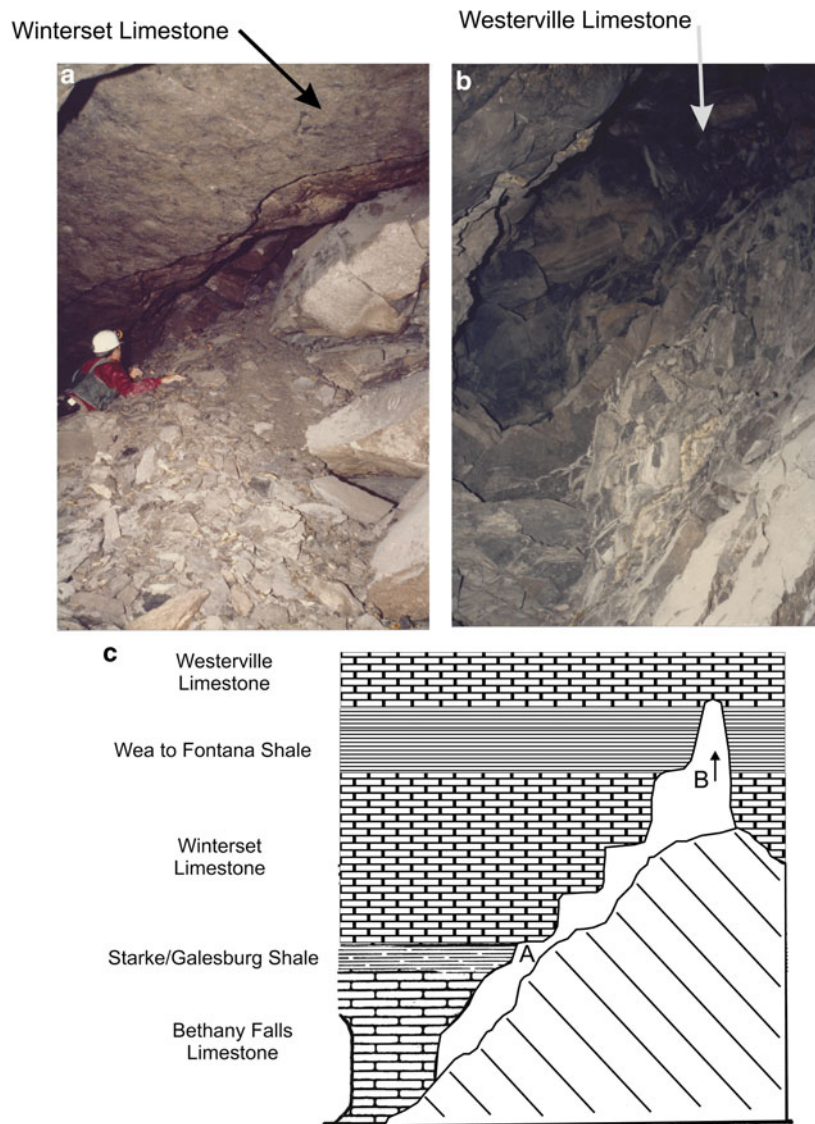 Winterset Limestone
Westerville Limestone
a
b
c
Westerville
Limestone
Wea to Fontana Shale
B
Winterset
Limestone
Starke/Galesburg Shale
A
Bethany Falls
Limestone